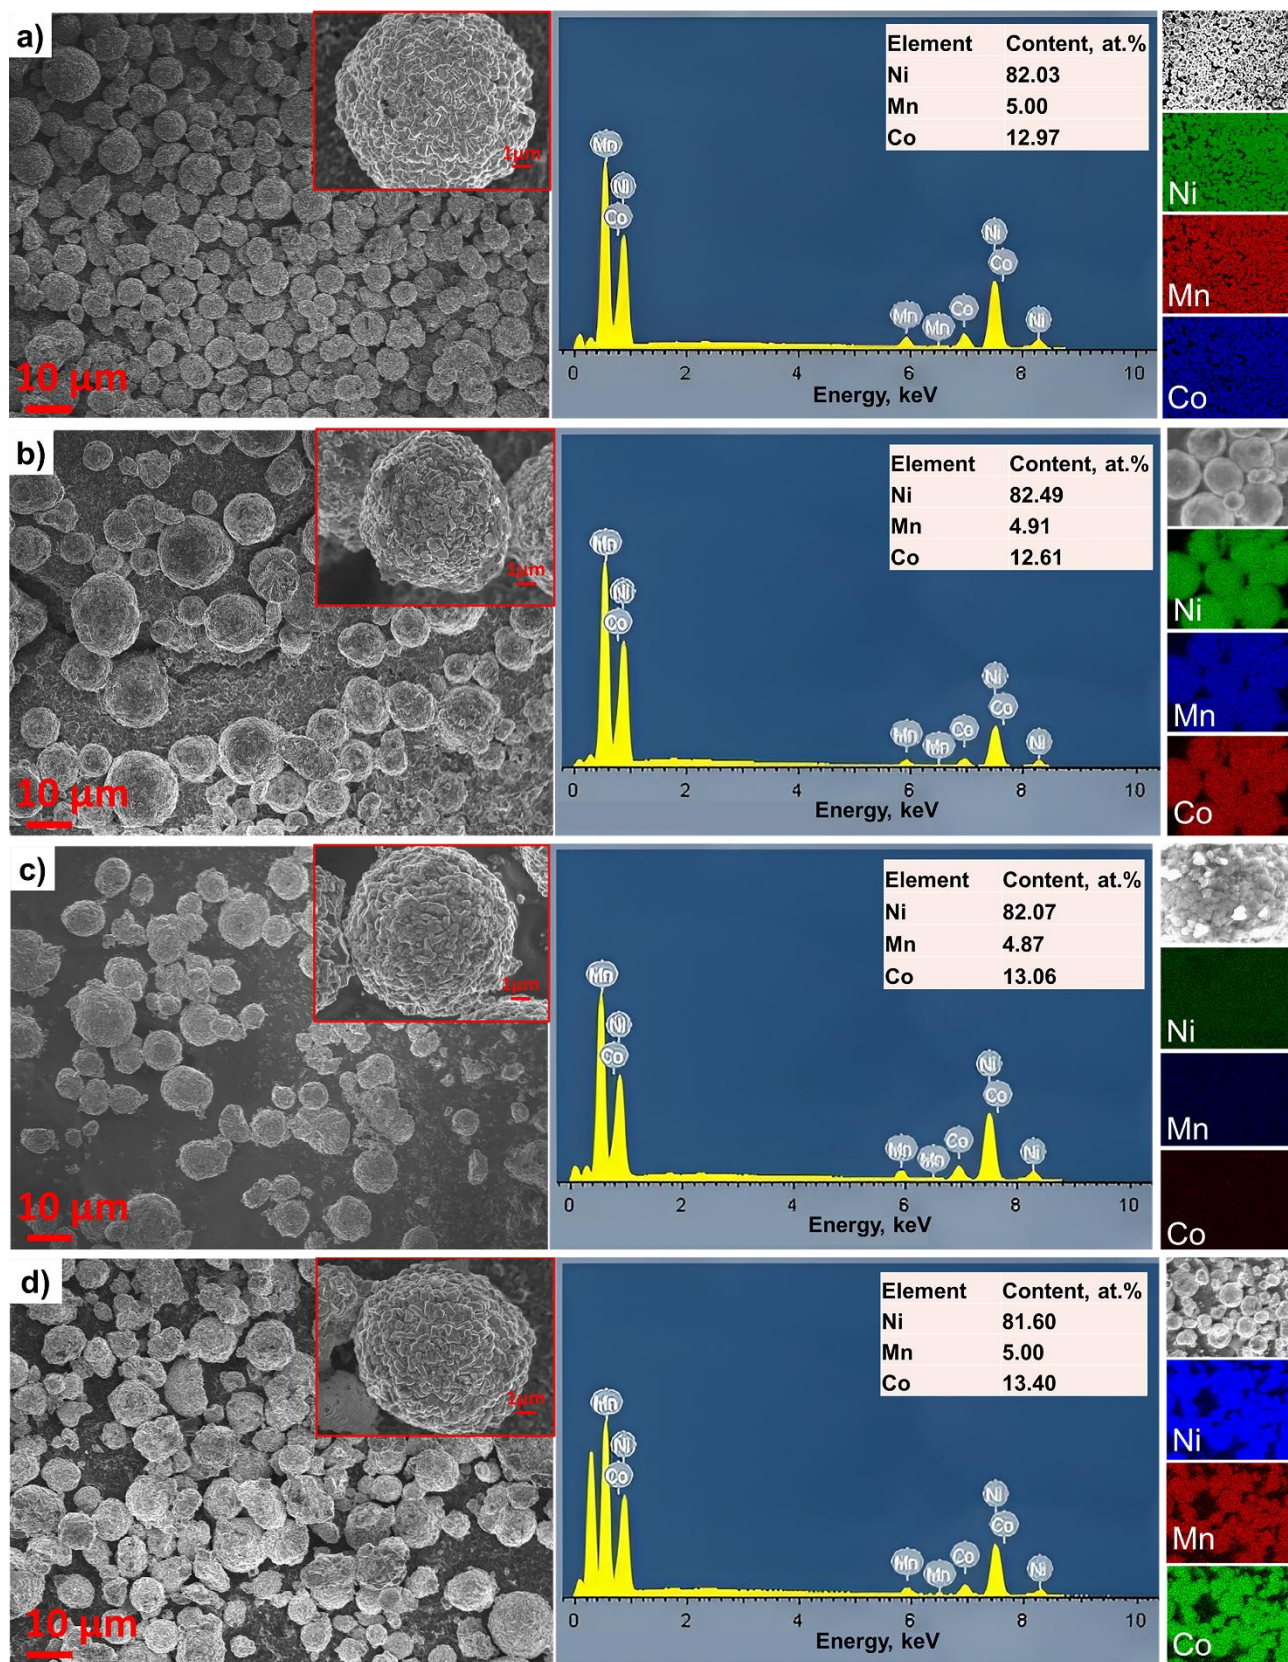 a)
1µm
10 µm
Element Content, at.%
Ni 82.03
Mn 5.00
Co 12.97
Mn
Ni
Co
Ni
Co
Mn
Mn
Co
Ni
0 2 4 6 8 10
Energy, keV
Ni
Mn
Co
b)
1µm
10 µm
Element Content, at.%
Ni 82.49
Mn 4.91
Co 12.61
Mn
Ni
Co
Ni
Co
Mn
Mn
Co
Ni
0 2 4 6 8 10
Energy, keV
Ni
Mn
Co
c)
1µm
10 µm
Element Content, at.%
Ni 82.07
Mn 4.87
Co 13.06
Mn
Ni
Co
Ni
Co
Mn
Mn
Co
Ni
0 2 4 6 8 10
Energy, keV
Ni
Mn
Co
d)
1µm
10 µm
Element Content, at.%
Ni 81.60
Mn 5.00
Co 13.40
Mn
Ni
Co
Ni
Co
Mn
Mn
Co
Ni
0 2 4 6 8 10
Energy, keV
Ni
Mn
Co